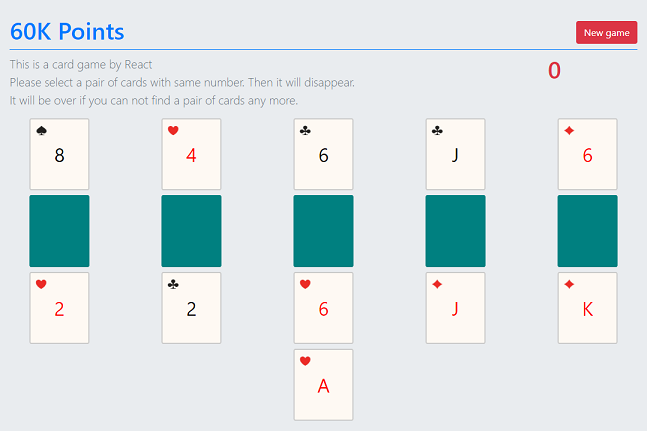 60K Points
New game
This is a card game by React
0
Please select a pair of cards with same number. Then it will disappear.
It will be over if you can not find a pair of cards any more.
♠ ♥ ♣ ♣ ♦
8 4 6 J 6
♥ ♣ ♥ ♦ ♦
2 2 6 J K
♥
A